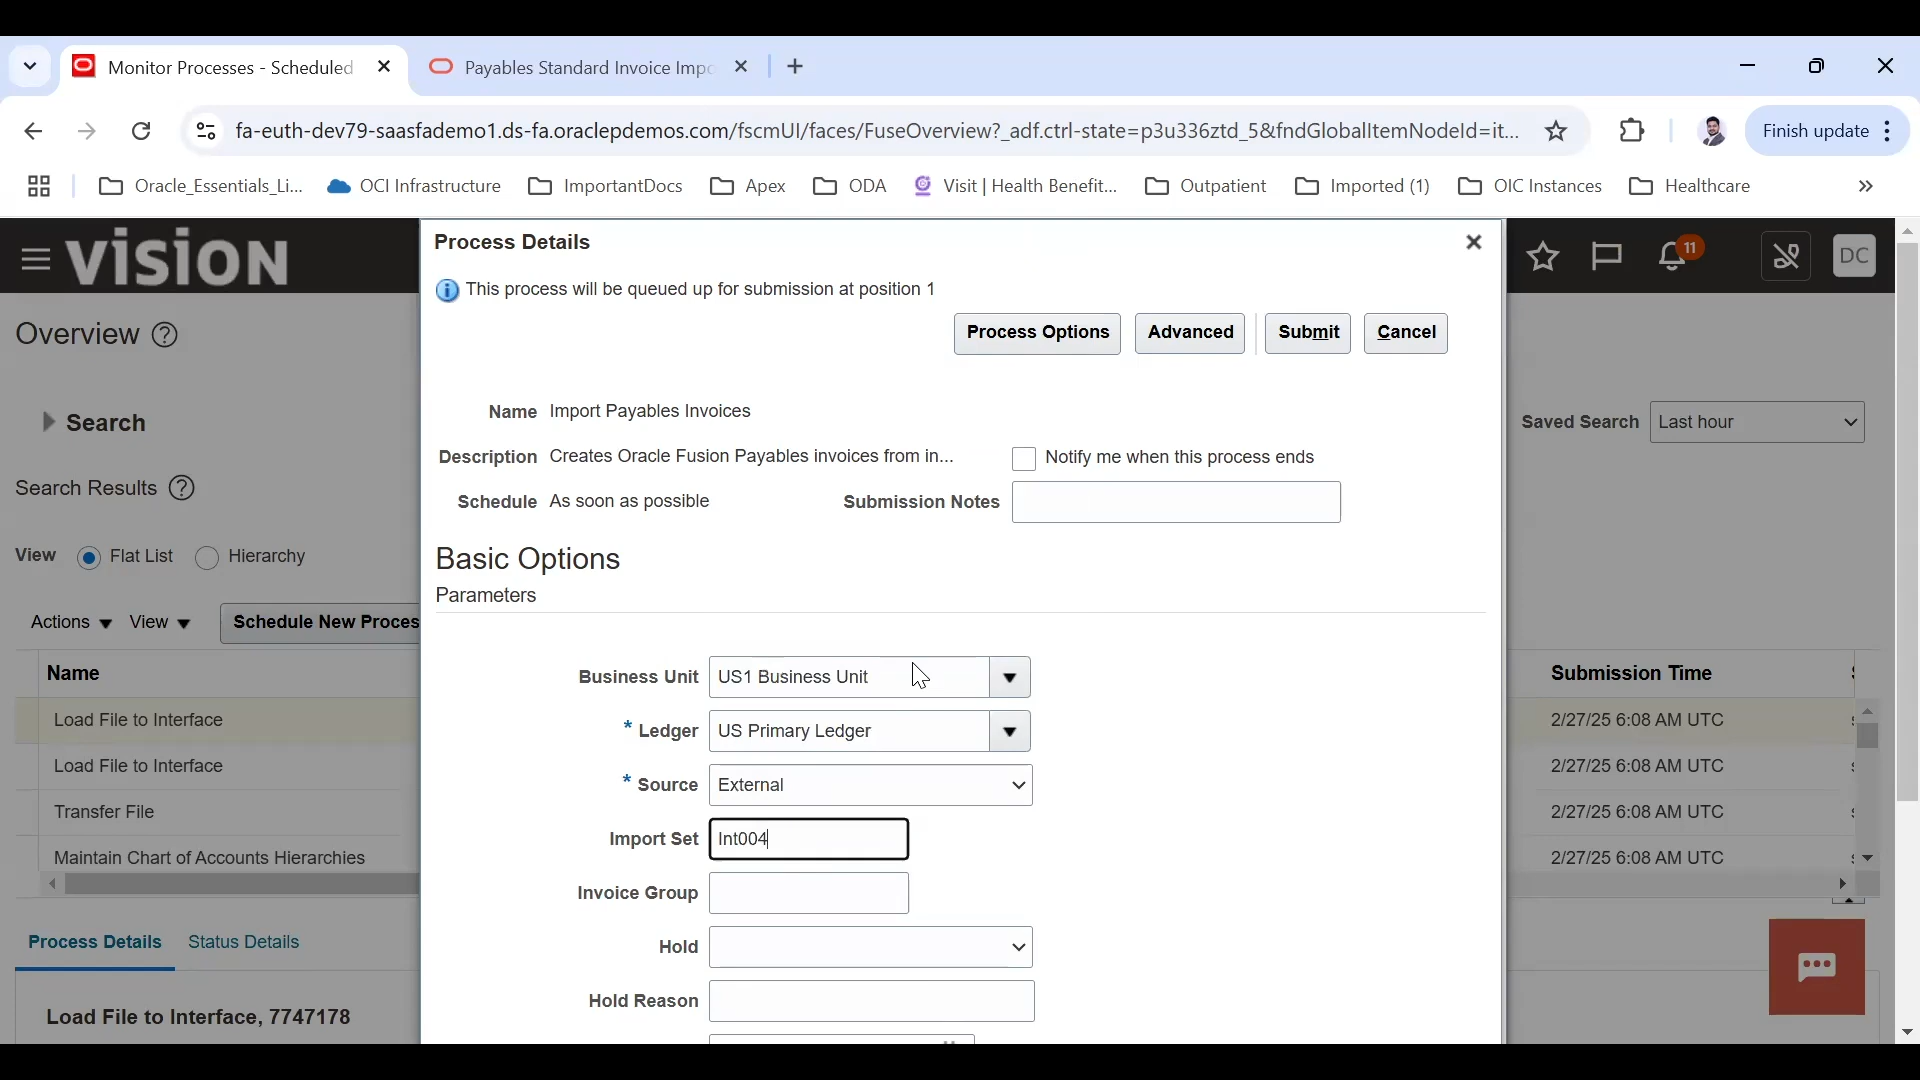 Monitor Processes - Scheduled
Payables Standard Invoice Impo
fa-euth-dev79-saasfademo1.ds-fa.oraclepdemos.com/fscmUI/faces/FuseOverview?_adf.ctrl-state=p3u336ztd_5&fndGlobalItemNodeId=it...
Finish update
Oracle_Essentials_Li...
OCI Infrastructure
ImportantDocs
Apex
ODA
Visit | Health Benefit...
Outpatient
Imported (1)
OIC Instances
Healthcare
»
vision
Process Details
11
DC
This process will be queued up for submission at position 1
Overview
Process Options
Advanced
Submit
Cancel
Name Import Payables Invoices
Search
Saved Search Last hour
Description Creates Oracle Fusion Payables invoices from in...
Notify me when this process ends
Search Results
Schedule As soon as possible
Submission Notes
View Flat List Hierarchy
Basic Options
Parameters
Actions View Schedule New Proces
Name
Submission Time
Business Unit US1 Business Unit
Load File to Interface
2/27/25 6:08 AM UTC
* Ledger US Primary Ledger
Load File to Interface
2/27/25 6:08 AM UTC
* Source External
Transfer File
2/27/25 6:08 AM UTC
Import Set Int004
Maintain Chart of Accounts Hierarchies
2/27/25 6:08 AM UTC
Invoice Group
Process Details
Status Details
Hold
Hold Reason
Load File to Interface, 7747178